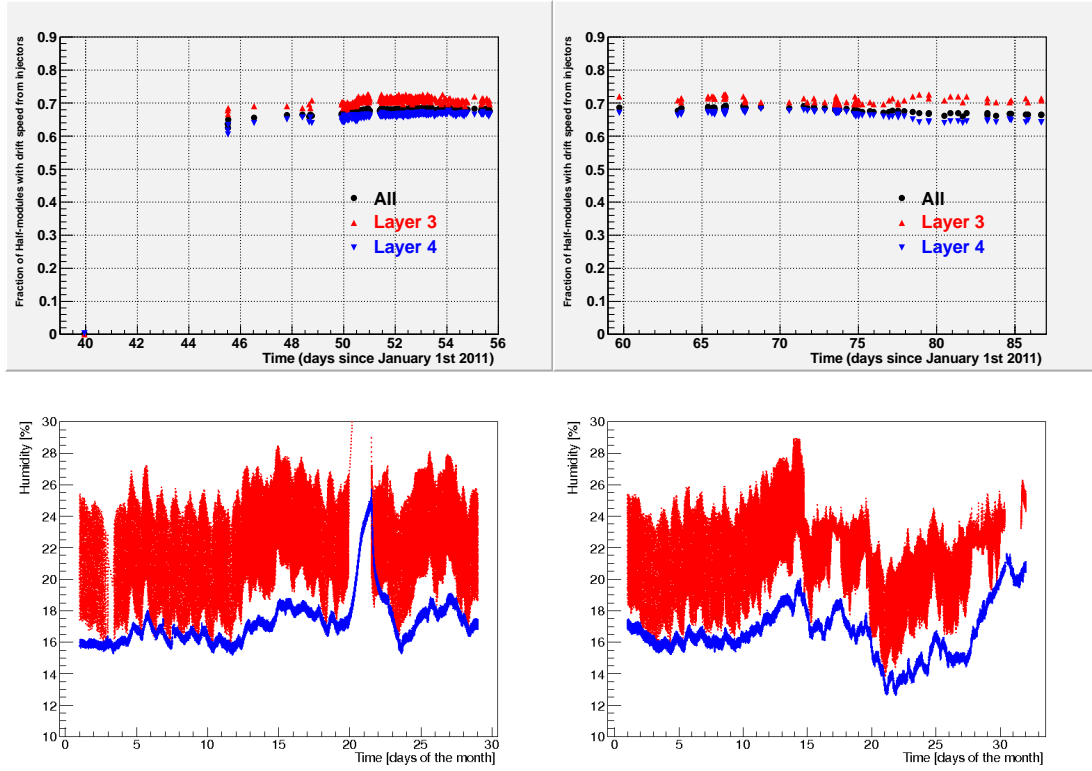 Fraction of Half-modules with drift speed from injectors
0.9
0.8
0.7
0.6
0.5
0.4
0.3
0.2
0.1
0
All
Layer 3
Layer 4
40 42 44 46 48 50 52 54 56
Time (days since January 1st 2011)
Fraction of Half-modules with drift speed from injectors
0.9
0.8
0.7
0.6
0.5
0.4
0.3
0.2
0.1
0
All
Layer 3
Layer 4
60 65 70 75 80 85
Time (days since January 1st 2011)
Humidity [%]
30
28
26
24
22
20
18
16
14
12
10
0 5 10 15 20 25 30
Time [days of the month]
Humidity [%]
30
28
26
24
22
20
18
16
14
12
10
0 5 10 15 20 25 30
Time [days of the month]